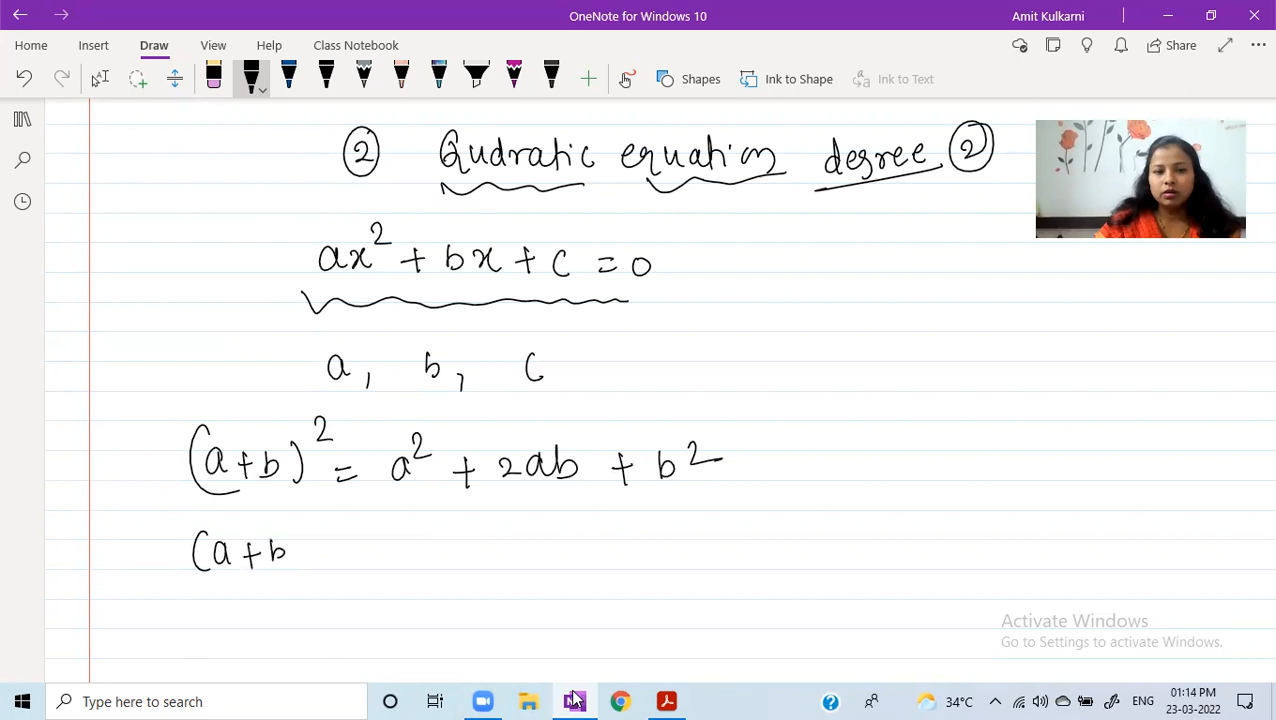 OneNote for Windows 10
Amit Kulkarni
Home Insert Draw View Help Class Notebook
Share
Shapes
Ink to Shape
Ink to Text
② Qudratic equation degree ②
ax² + bx + c = 0
a, b, c
(a+b)² = a² + 2ab + b²
(a+b
Activate Windows
Go to Settings to activate Windows.
Type here to search
34°C
ENG
01:14 PM
23-03-2022